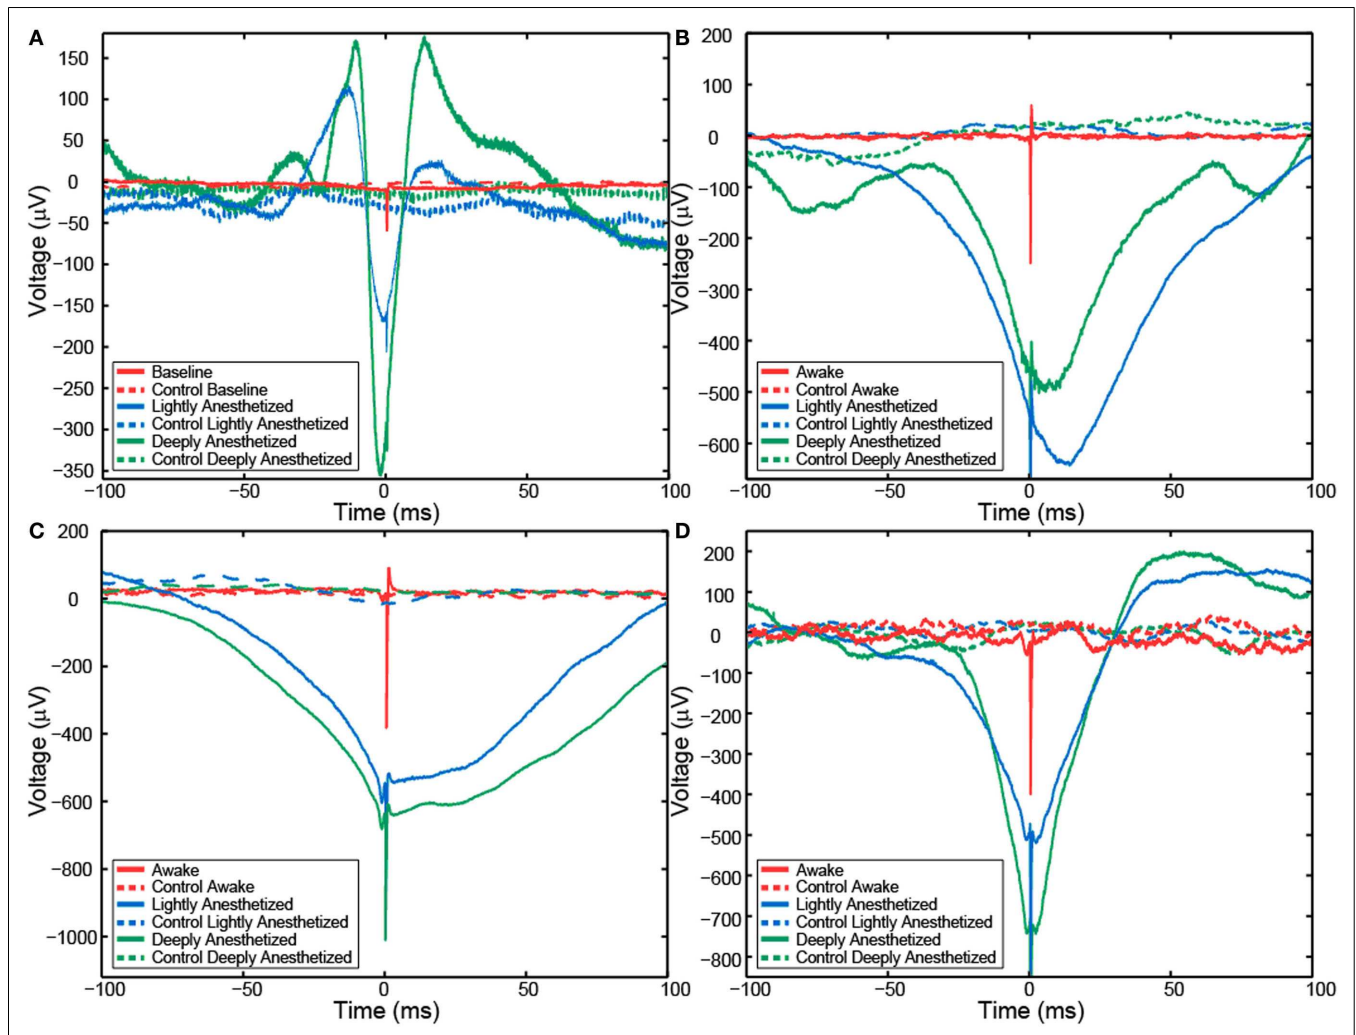 A
150
100
50
0
−50
−100
−150
−200
−250
−300
−350
Voltage (µV)
Baseline
Control Baseline
Lightly Anesthetized
Control Lightly Anesthetized
Deeply Anesthetized
Control Deeply Anesthetized
−100
−50
0
50
100
Time (ms)
B
200
100
0
−100
−200
−300
−400
−500
−600
Voltage (µV)
Awake
Control Awake
Lightly Anesthetized
Control Lightly Anesthetized
Deeply Anesthetized
Control Deeply Anesthetized
−100
−50
0
50
100
Time (ms)
C
200
0
−200
−400
−600
−800
−1000
Voltage (µV)
Awake
Control Awake
Lightly Anesthetized
Control Lightly Anesthetized
Deeply Anesthetized
Control Deeply Anesthetized
−100
−50
0
50
100
Time (ms)
D
200
100
0
−100
−200
−300
−400
−500
−600
−700
−800
Voltage (µV)
Awake
Control Awake
Lightly Anesthetized
Control Lightly Anesthetized
Deeply Anesthetized
Control Deeply Anesthetized
−100
−50
0
50
100
Time (ms)